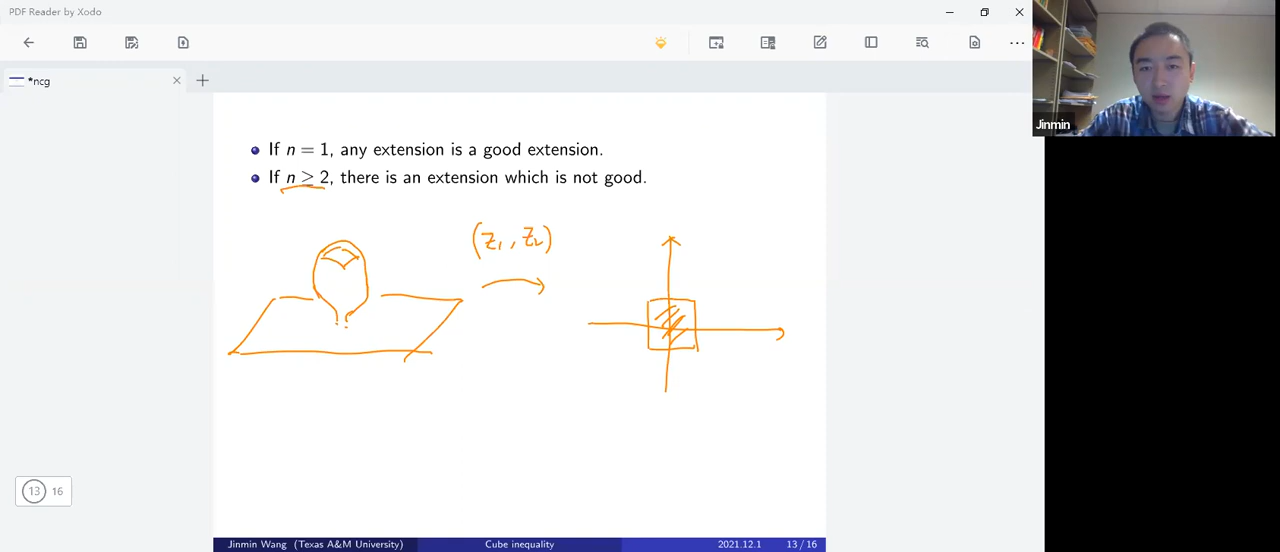 PDF Reader by Xodo
*ncg
Jinmin
• If n = 1, any extension is a good extension.
• If n ≥ 2, there is an extension which is not good.
(z₁, z₂)
13 16
Jinmin Wang (Texas A&M University) Cube inequality 2021.12.1 13 / 16